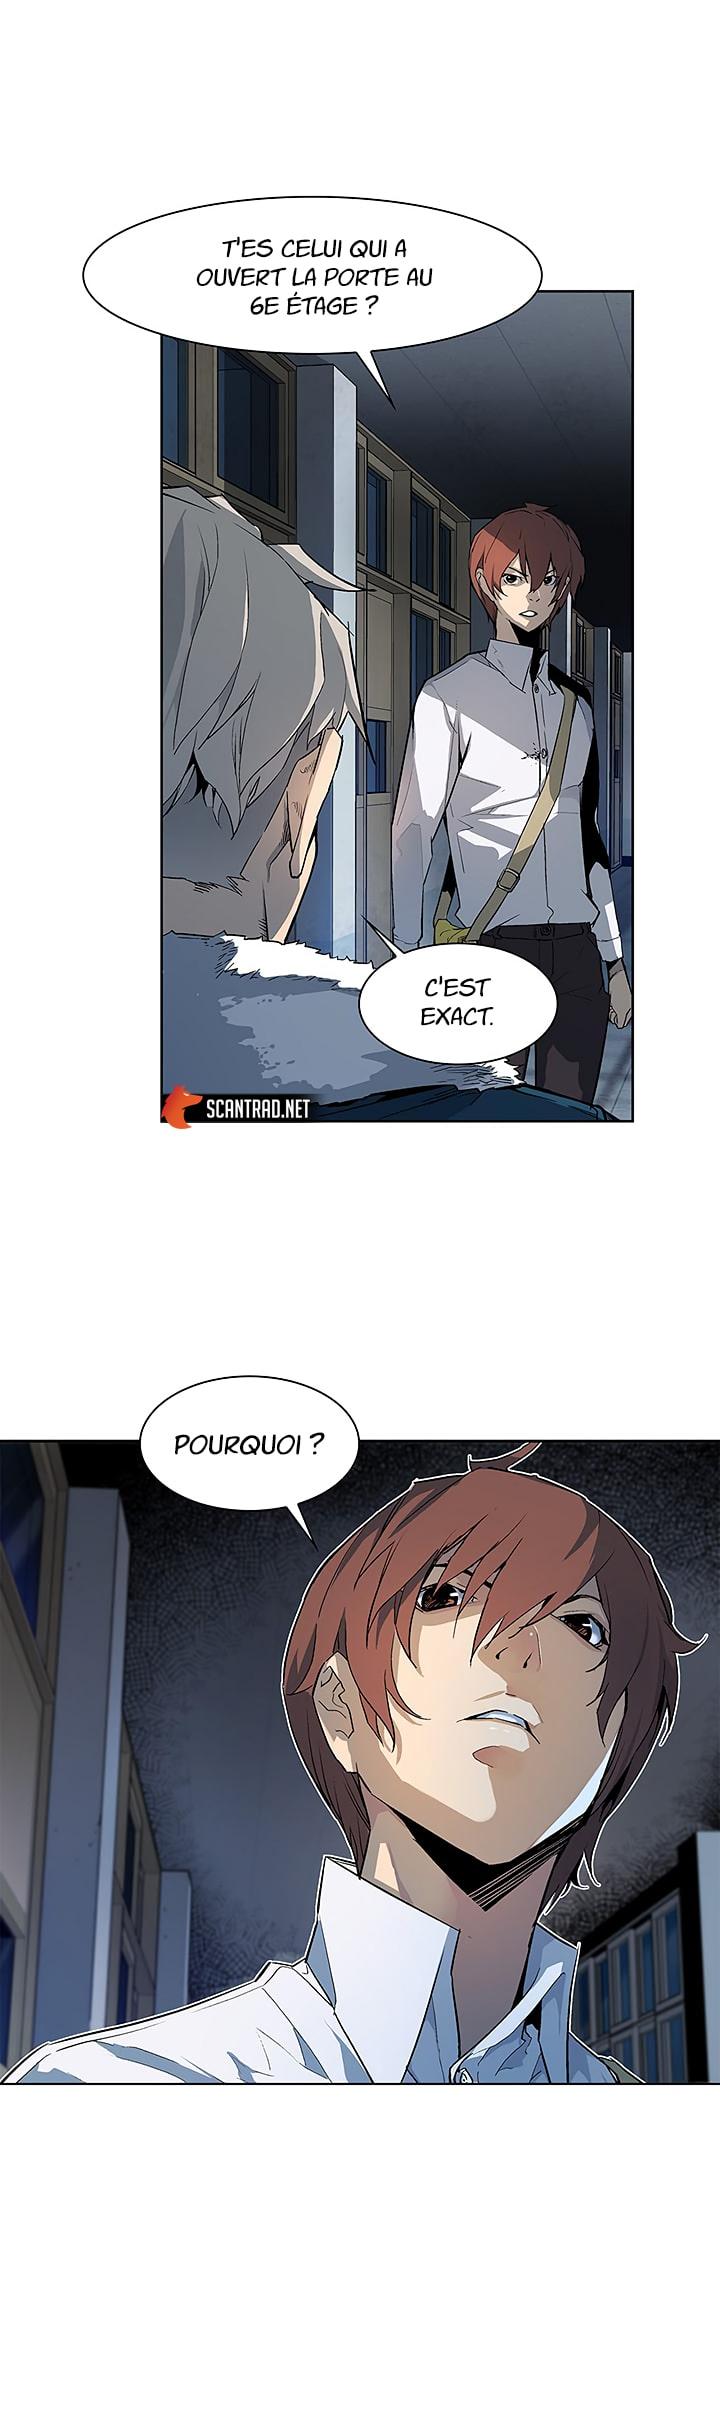 T'ES CELUI QUI A
OUVERT LA PORTE AU
6E ÉTAGE ?
C'EST
EXACT.
SCANTRAD.NET
POURQUOI ?